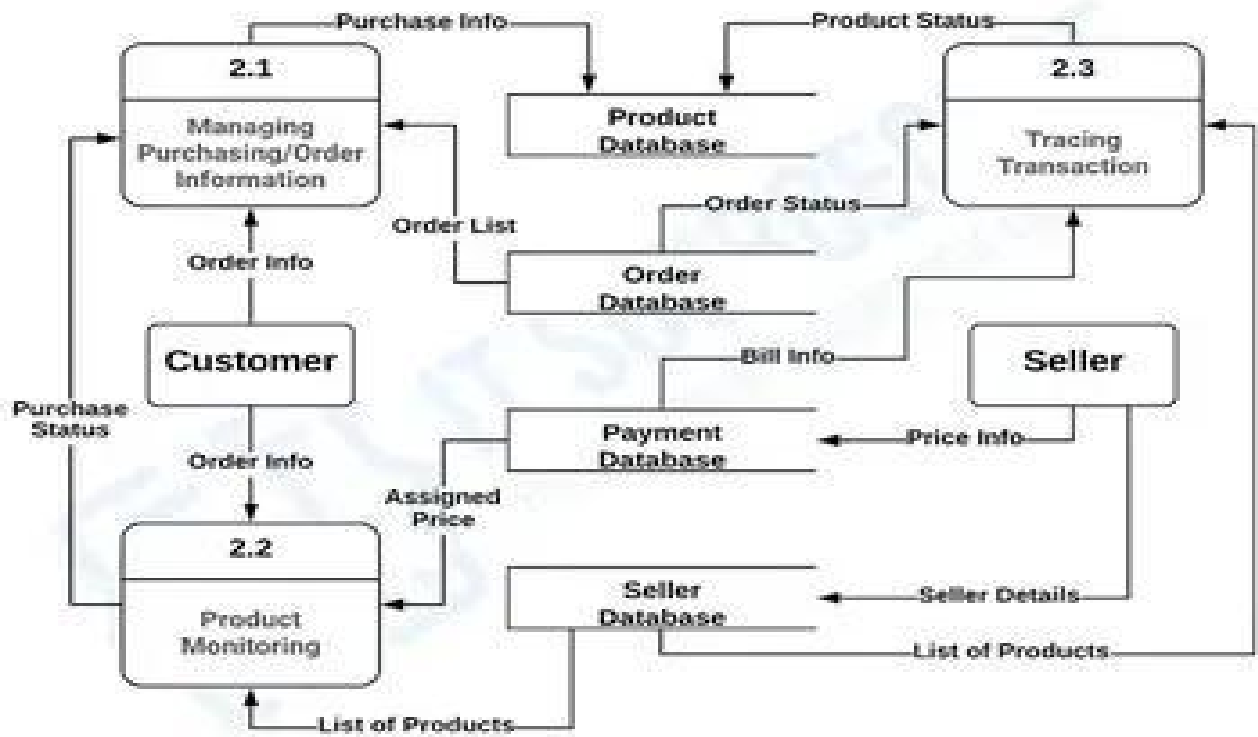 Purchase Info
Product Status
2.1
2.3
Managing
Purchasing/Order
Information
Product
Database
Tracing
Transaction
Order List
Order Status
Order Info
Order
Database
Customer
Bill Info
Seller
Purchase
Status
Order Info
Payment
Database
Price Info
Assigned
Price
2.2
Product
Monitoring
Seller
Database
Seller Details
List of Products
List of Products